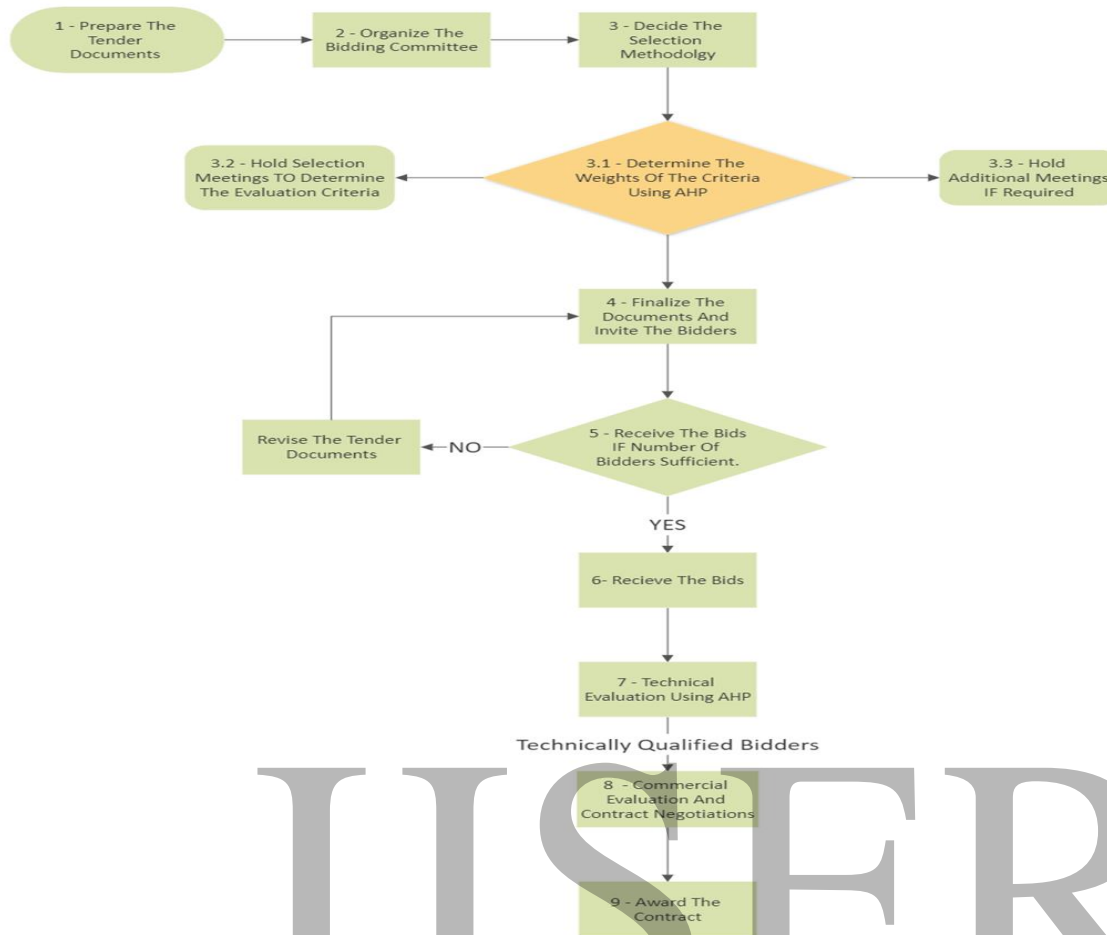 1 - Prepare The
Tender
Documents
2 - Organize The
Bidding Committee
3 - Decide The
Selection
Methodolgy
3.2 - Hold Selection
Meetings TO Determine
The Evaluation Criteria
3.1 - Determine The
Weights Of The Criteria
Using AHP
3.3 - Hold
Additional Meetings
IF Required
4 - Finalize The
Documents And
Invite The Bidders
Revise The Tender
Documents
NO
5 - Receive The Bids
IF Number Of
Bidders Sufficient.
YES
6- Recieve The Bids
7 - Technical
Evaluation Using AHP
Technically Qualified Bidders
8 - Commercial
Evaluation And
Contract Negotiations
9 - Award The
Contract
IJSER